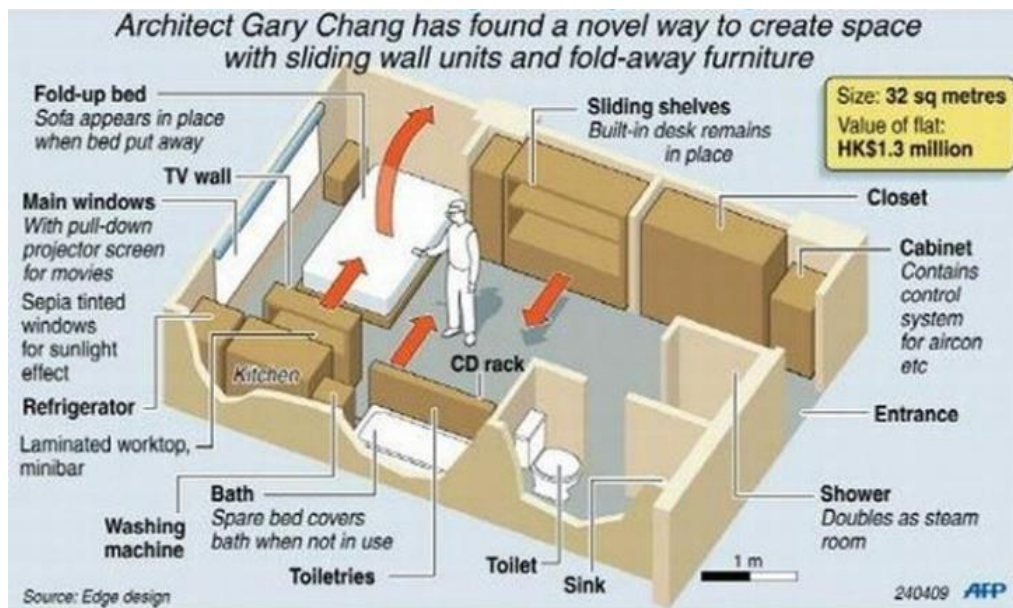 Architect Gary Chang has found a novel way to create space
with sliding wall units and fold-away furniture
Fold-up bed
Sofa appears in place
when bed put away
TV wall
Main windows
With pull-down
projector screen
for movies
Sepia tinted
windows
for sunlight
effect
Refrigerator
Laminated worktop,
minibar
Washing
machine
Bath
Spare bed covers
bath when not in use
Toiletries
Kitchen
CD rack
Sliding shelves
Built-in desk remains
in place
Size: 32 sq metres
Value of flat:
HK$1.3 million
Closet
Cabinet
Contains
control
system
for aircon
etc
Entrance
Shower
Doubles as steam
room
Toilet
Sink
1 m
Source: Edge design
240409 AFP